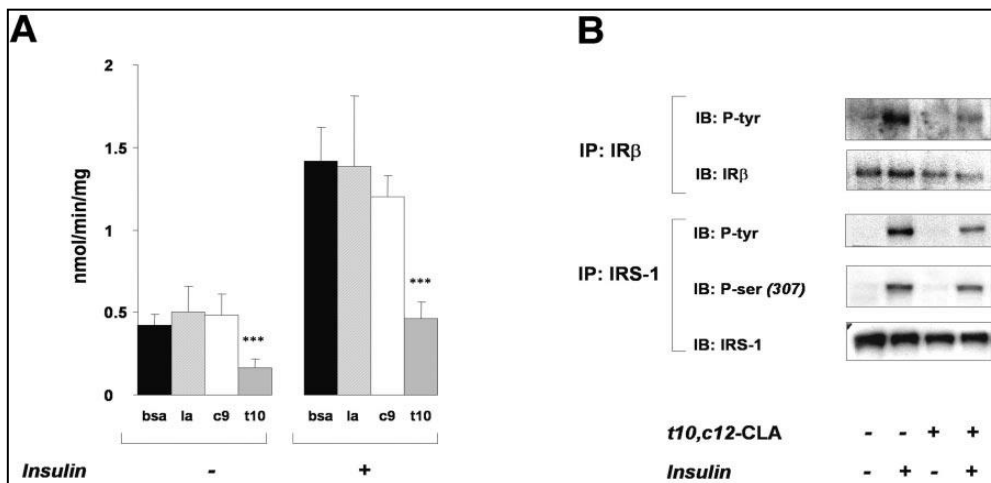 A
2
1.5
1
0.5
0
nmol/min/mg
***
***
bsa la c9 t10 bsa la c9 t10
Insulin - +
B
IP: IRβ
IB: P-tyr
IB: IRβ
IP: IRS-1
IB: P-tyr
IB: P-ser (307)
IB: IRS-1
t10,c12-CLA - - + +
Insulin - + - +